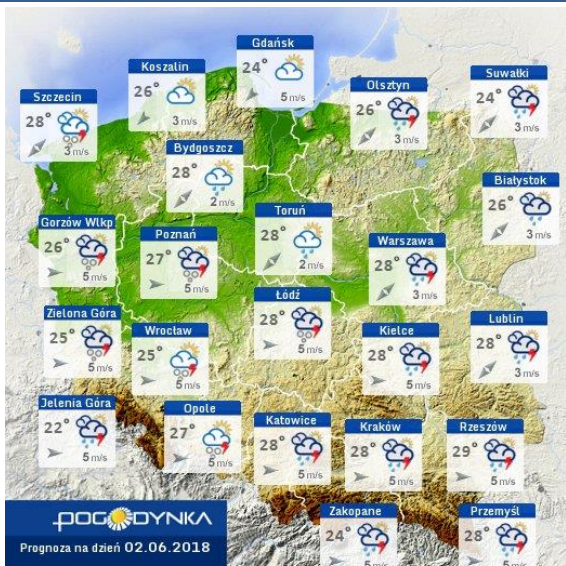 Gdańsk
24°
5 m/s
Koszalin
26°
3 m/s
Szczecin
28°
3 m/s
Olsztyn
26°
3 m/s
Suwałki
24°
3 m/s
Bydgoszcz
28°
2 m/s
Białystok
26°
3 m/s
Gorzów Wlkp
26°
5 m/s
Poznań
27°
5 m/s
Toruń
28°
2 m/s
Warszawa
28°
3 m/s
Zielona Góra
25°
5 m/s
Wrocław
25°
5 m/s
Łódź
28°
5 m/s
Kielce
28°
5 m/s
Lublin
28°
3 m/s
Jelenia Góra
22°
5 m/s
Opole
27°
5 m/s
Katowice
28°
5 m/s
Kraków
28°
5 m/s
Rzeszów
29°
5 m/s
Zakopane
24°
5 m/s
Przemyśl
28°
5 m/s
POGODYNKA
Prognoza na dzień 02.06.2018